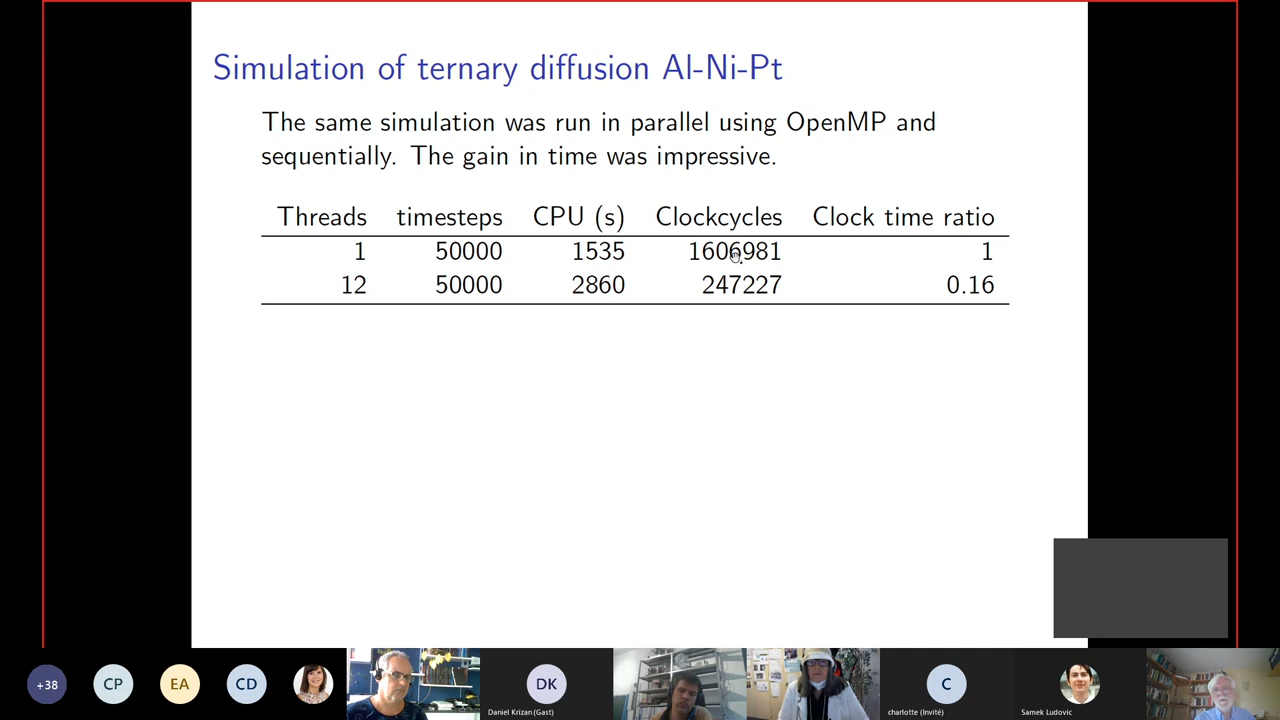 Simulation of ternary diffusion Al-Ni-Pt
The same simulation was run in parallel using OpenMP and
sequentially. The gain in time was impressive.
Threads timesteps CPU (s) Clockcycles Clock time ratio
1 50000 1535 1606981 1
12 50000 2860 247227 0.16
+38 CP EA CD DK C
Daniel Krizan (Gast) charlotte (Invité) Samek Ludovic